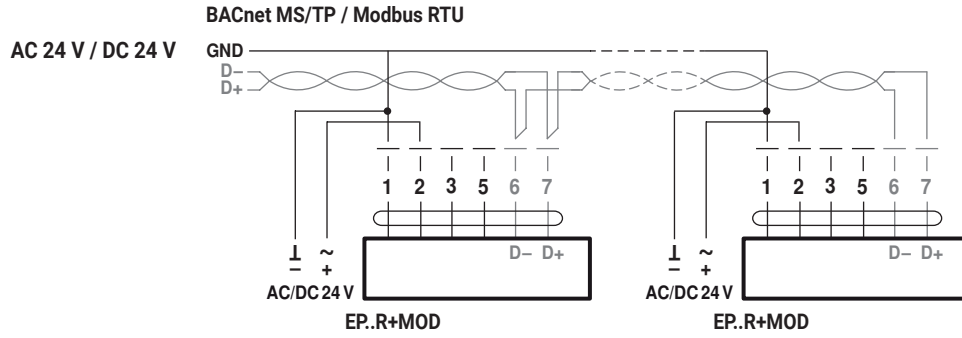 BACnet MS/TP / Modbus RTU
AC 24 V / DC 24 V GND
D–
D+
1 2 3 5 6 7 1 2 3 5 6 7
⊥ ~ D– D+ ⊥ ~ D– D+
– + – +
AC/DC 24 V AC/DC 24 V
EP..R+MOD EP..R+MOD